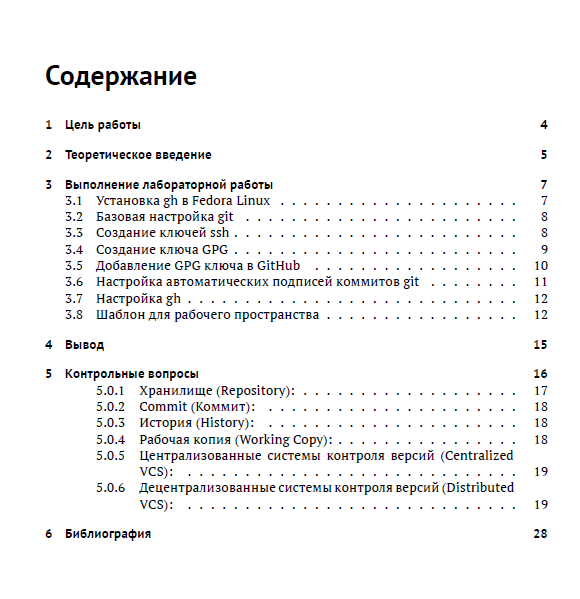 Содержание
1 Цель работы 4
2 Теоретическое введение 5
3 Выполнение лабораторной работы 7
3.1 Установка gh в Fedora Linux . . . . . . . . . . . . . . . . . . . . . . 7
3.2 Базовая настройка git . . . . . . . . . . . . . . . . . . . . . . . . . 8
3.3 Создание ключей ssh . . . . . . . . . . . . . . . . . . . . . . . . . . 8
3.4 Создание ключа GPG . . . . . . . . . . . . . . . . . . . . . . . . . . 9
3.5 Добавление GPG ключа в GitHub . . . . . . . . . . . . . . . . . . . 10
3.6 Настройка автоматических подписей коммитов git . . . . . . . . 11
3.7 Настройка gh . . . . . . . . . . . . . . . . . . . . . . . . . . . . . . 12
3.8 Шаблон для рабочего пространства . . . . . . . . . . . . . . . . . . 12
4 Вывод 15
5 Контрольные вопросы 16
5.0.1 Хранилище (Repository): . . . . . . . . . . . . . . . . . . . . 17
5.0.2 Commit (Коммит): . . . . . . . . . . . . . . . . . . . . . . . 18
5.0.3 История (History): . . . . . . . . . . . . . . . . . . . . . . . 18
5.0.4 Рабочая копия (Working Copy): . . . . . . . . . . . . . . . . . 18
5.0.5 Централизованные системы контроля версий (Centralized
VCS): . . . . . . . . . . . . . . . . . . . . . . . . . . . . . . 19
5.0.6 Децентрализованные системы контроля версий (Distributed
VCS): . . . . . . . . . . . . . . . . . . . . . . . . . . . . . . 19
6 Библиография 28